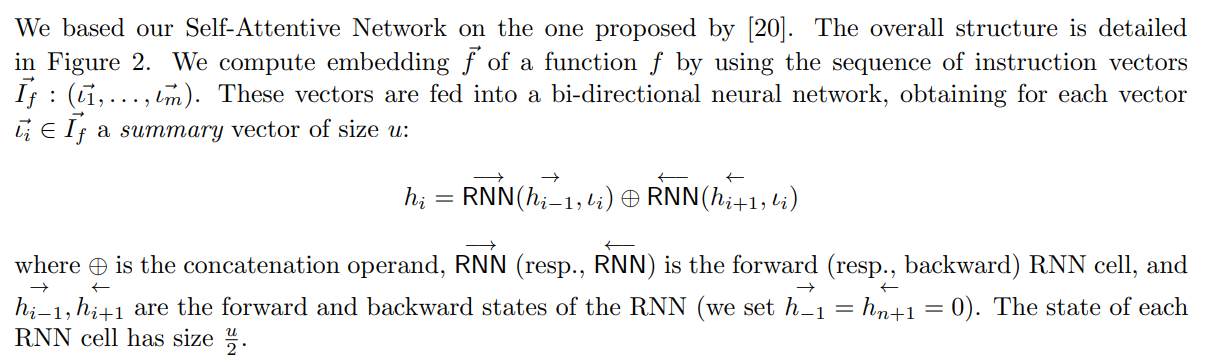 We based our Self-Attentive Network on the one proposed by [20]. The overall structure is detailed
in Figure 2. We compute embedding $\vec{f}$ of a function $f$ by using the sequence of instruction vectors
$\vec{I_f} : (\vec{\iota_1}, \ldots, \vec{\iota_m})$. These vectors are fed into a bi-directional neural network, obtaining for each vector
$\vec{\iota_i} \in \vec{I_f}$ a summary vector of size $u$:
$h_i = \overrightarrow{\mathsf{RNN}}(\overrightarrow{h_{i-1}}, \iota_i) \oplus \overleftarrow{\mathsf{RNN}}(\overleftarrow{h_{i+1}}, \iota_i)$
where $\oplus$ is the concatenation operand, $\overrightarrow{\mathsf{RNN}}$ (resp., $\overleftarrow{\mathsf{RNN}}$) is the forward (resp., backward) RNN cell, and
$\overrightarrow{h_{i-1}}, \overleftarrow{h_{i+1}}$ are the forward and backward states of the RNN (we set $\overrightarrow{h_{-1}} = \overleftarrow{h_{n+1}} = 0$). The state of each
RNN cell has size $\frac{u}{2}$.